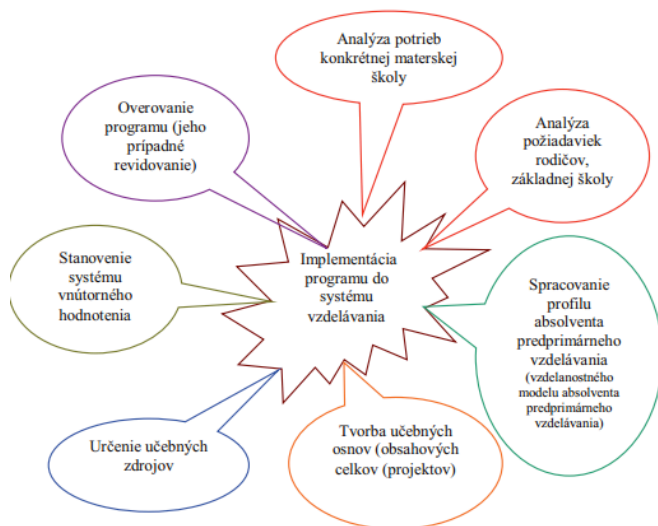 Analýza potrieb
konkrétnej materskej
školy
Analýza
požiadaviek
rodičov,
základnej školy
Spracovanie
profilu
absolventa
predprimárneho
vzdelávania
(vzdelanostného
modelu absolventa
predprimárneho
vzdelávania)
Tvorba učebných
osnov (obsahových
celkov (projektov)
Určenie učebných
zdrojov
Stanovenie
systému
vnútorného
hodnotenia
Overovanie
programu (jeho
prípadné
revidovanie)
Implementácia
programu do
systému
vzdelávania